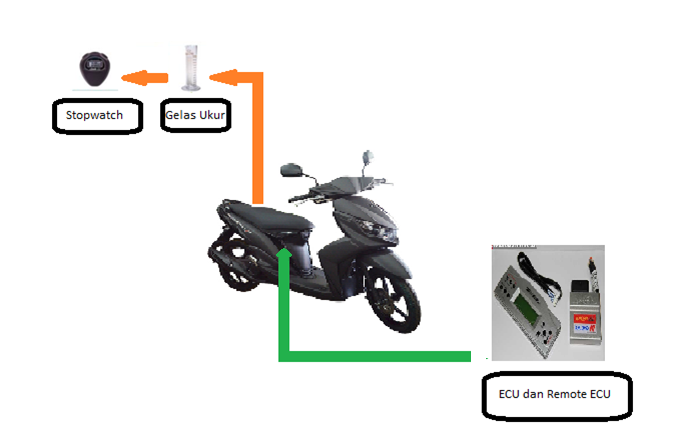 Stopwatch
Gelas Ukur
ECU dan Remote ECU